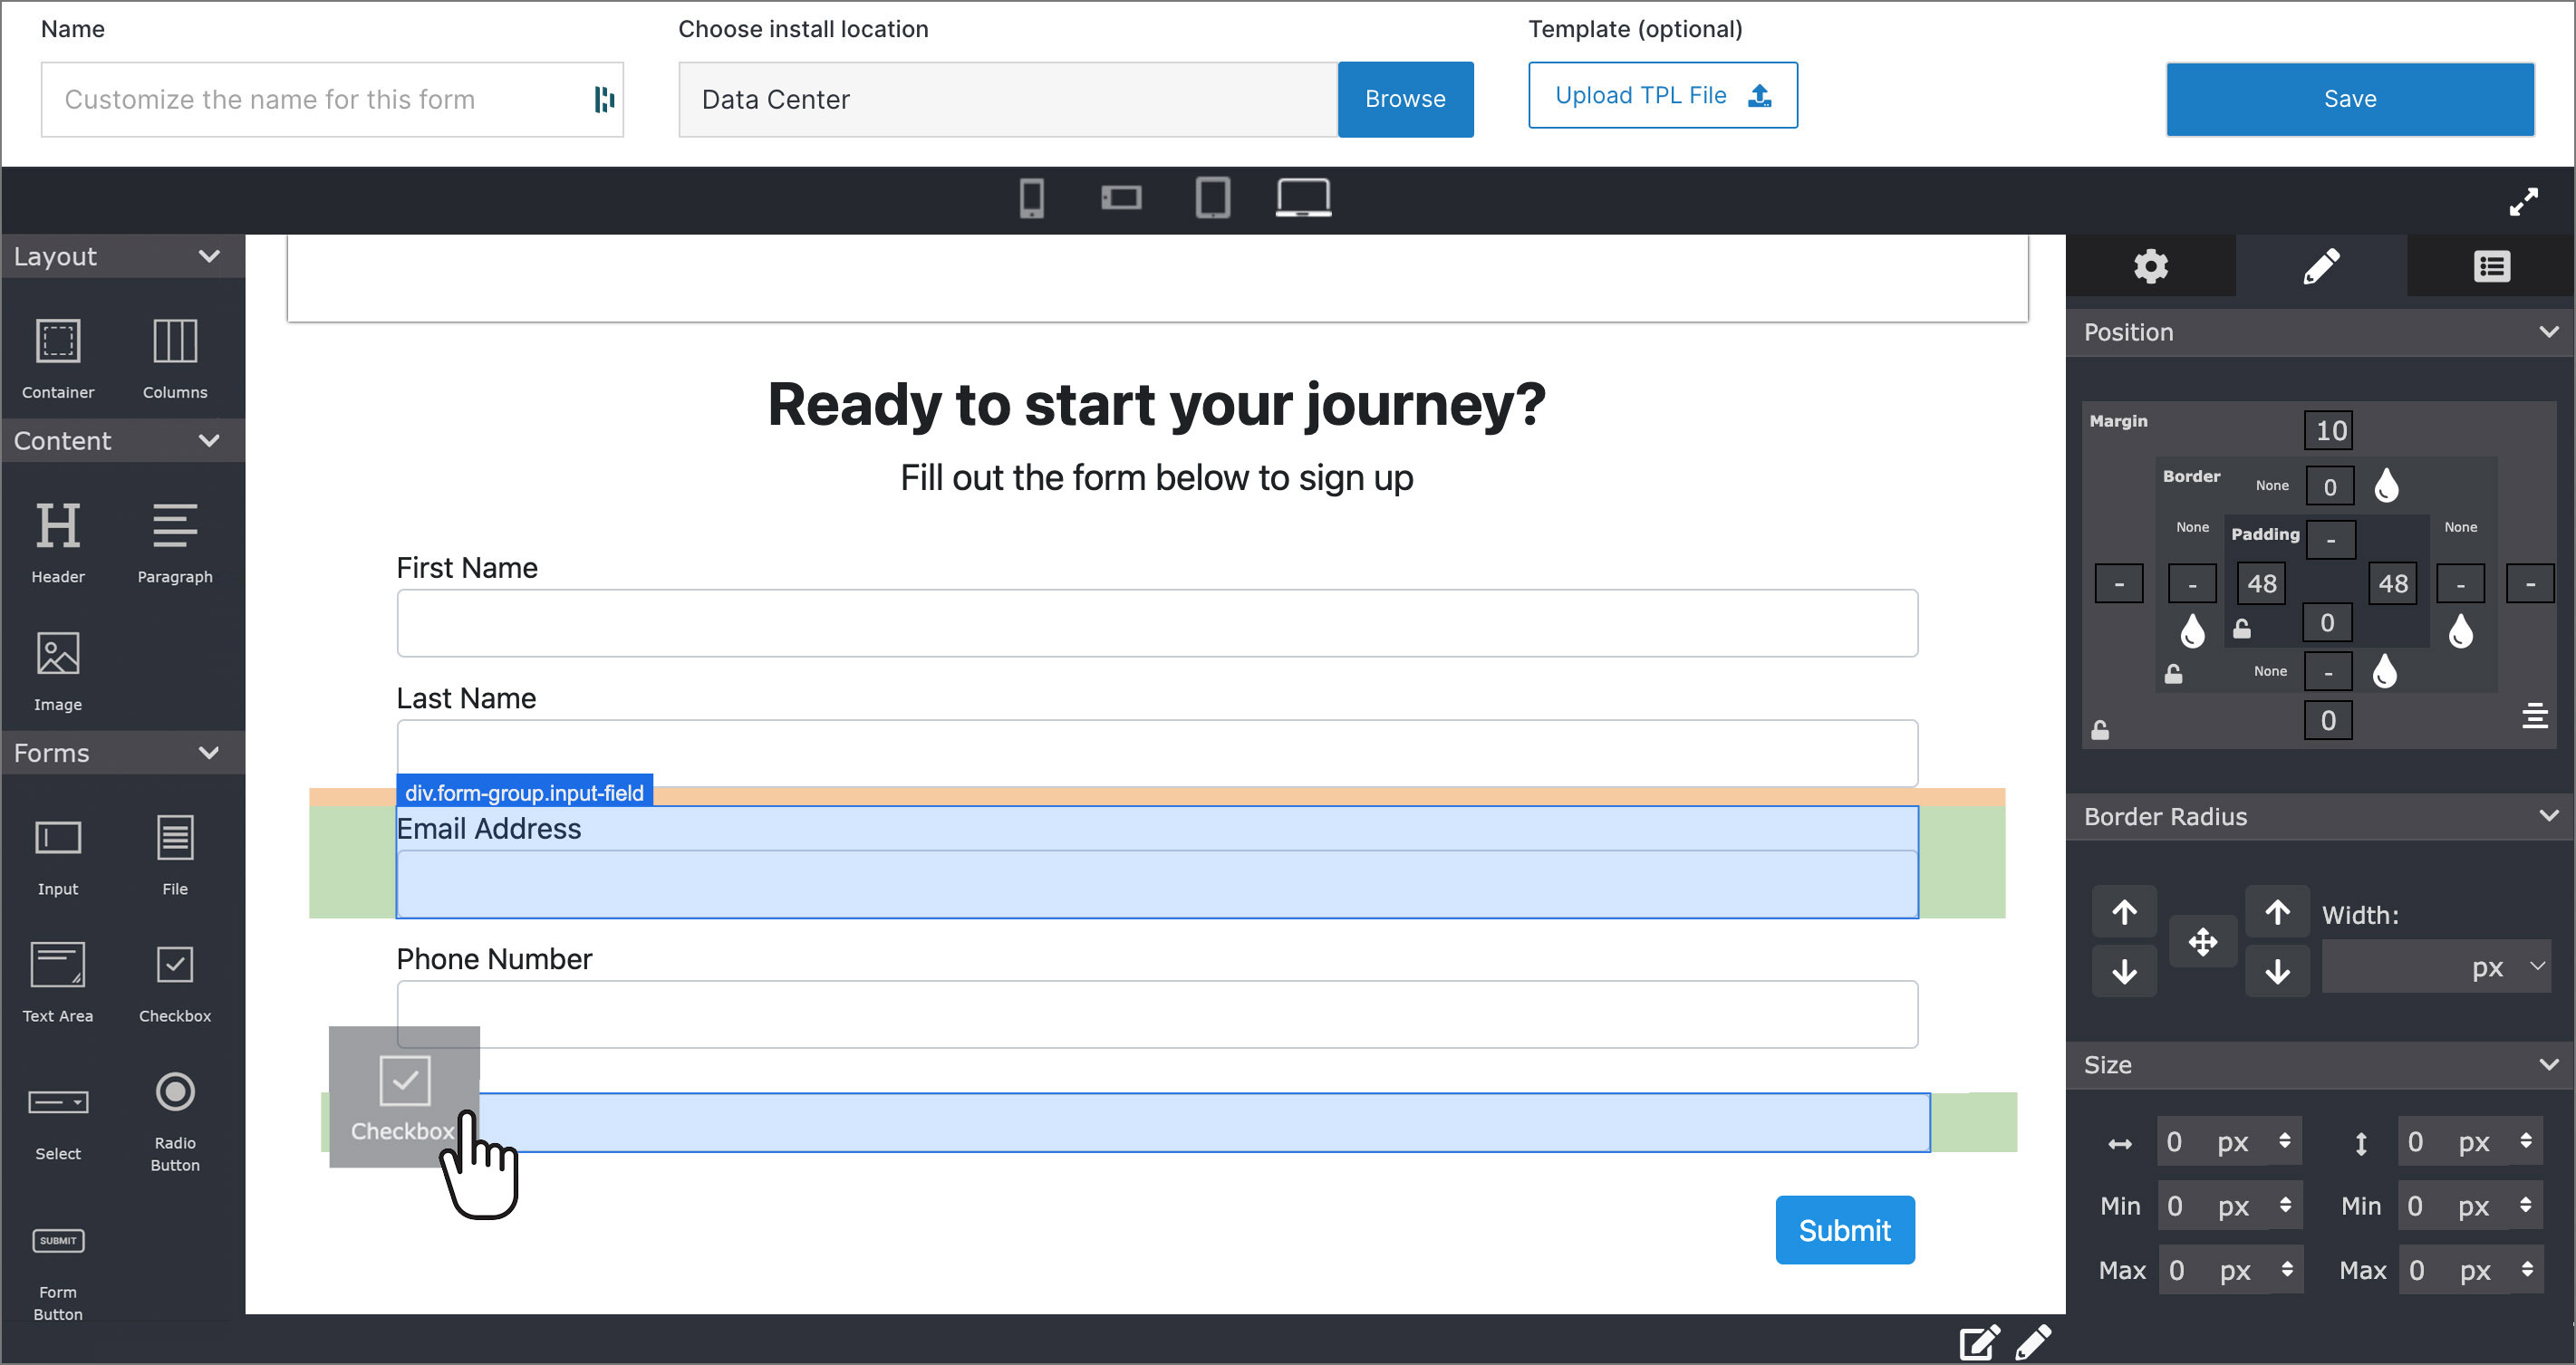 Name
Choose install location
Template (optional)
Customize the name for this form
Data Center
Browse
Upload TPL File
Save
Layout
Container
Columns
Content
Header
Paragraph
Image
Forms
Input
File
Text Area
Checkbox
Select
Radio
Button
SUBMIT
Form
Button
Ready to start your journey?
Fill out the form below to sign up
First Name
Last Name
div.form-group.input-field
Email Address
Phone Number
Checkbox
Submit
Position
Margin
10
Border
None
0
None
Padding
-
None
-
-
48
48
-
-
0
None
-
0
Border Radius
Width:
px
Size
0 px
0 px
Min 0 px
Min 0 px
Max 0 px
Max 0 px